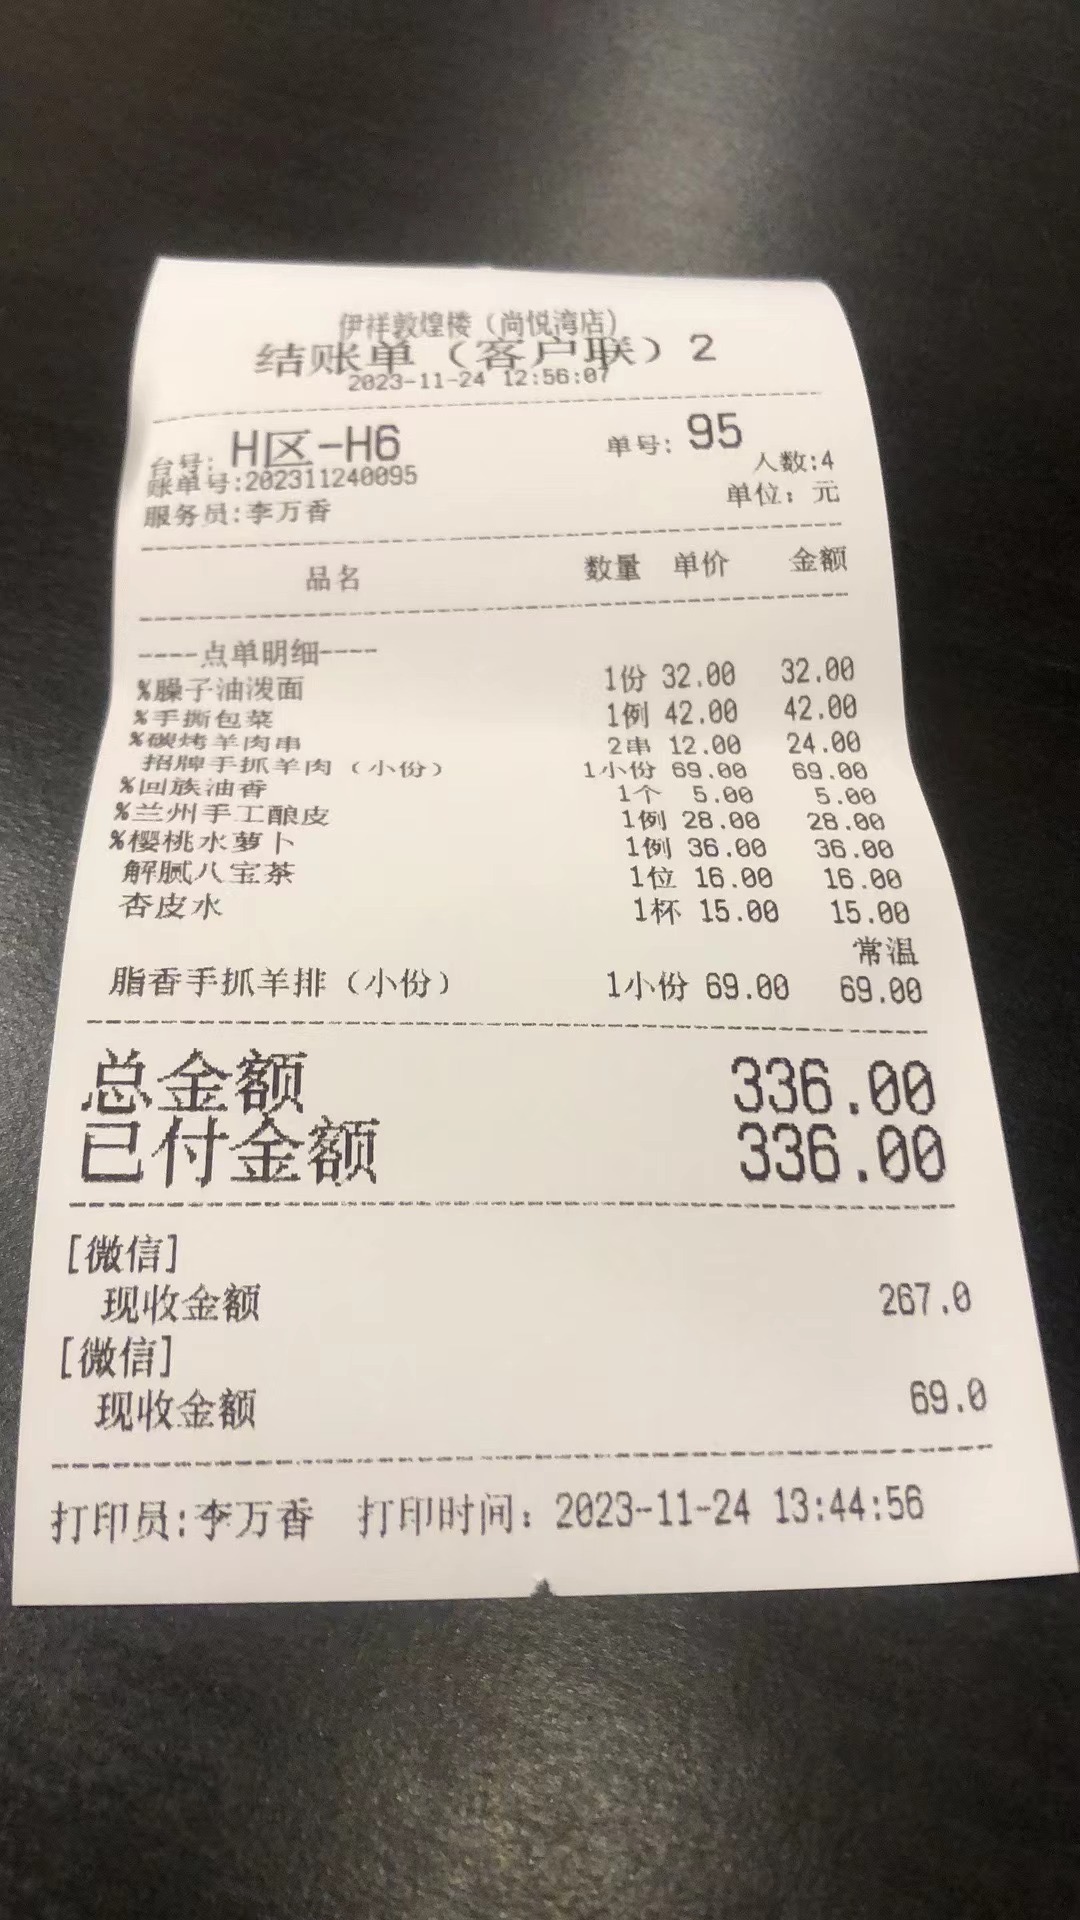 伊祥敦煌楼（尚悦湾店）
结账单（客户联）2
2023-11-24 12:56:07
台号: H区-H6 单号: 95
人数:4
账单号:202311240095
单位: 元
服务员:李万香
品名 数量 单价 金额
----点单明细----
%臊子油泼面 1份 32.00 32.00
%手撕包菜 1例 42.00 42.00
%碳烤羊肉串 2串 12.00 24.00
招牌手抓羊肉（小份） 1小份 69.00 69.00
%回族油香 1个 5.00 5.00
%兰州手工酿皮 1例 28.00 28.00
%樱桃水萝卜 1例 36.00 36.00
解腻八宝茶 1位 16.00 16.00
杏皮水 1杯 15.00 15.00
常温
脂香手抓羊排（小份） 1小份 69.00 69.00
总金额 336.00
已付金额 336.00
[微信]
现收金额 267.0
[微信]
现收金额 69.0
打印员:李万香 打印时间: 2023-11-24 13:44:56